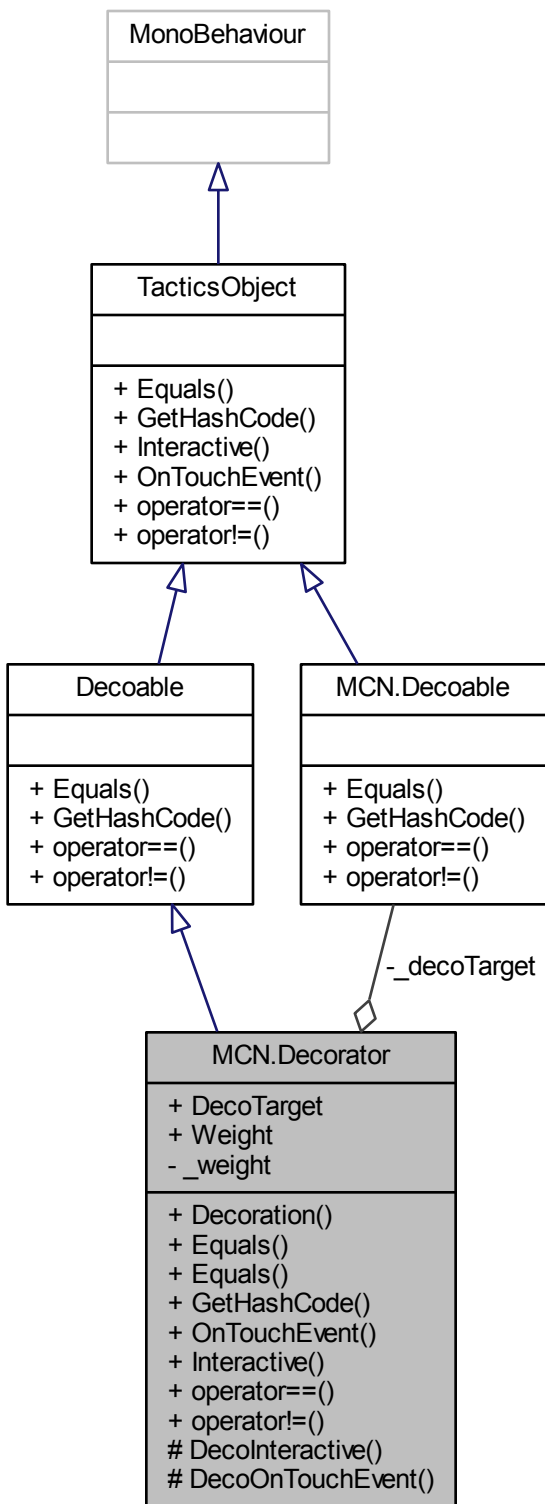 MonoBehaviour
TacticsObject
+ Equals()
+ GetHashCode()
+ Interactive()
+ OnTouchEvent()
+ operator==()
+ operator!=()
Decoable
+ Equals()
+ GetHashCode()
+ operator==()
+ operator!=()
MCN.Decoable
+ Equals()
+ GetHashCode()
+ operator==()
+ operator!=()
-_decoTarget
MCN.Decorator
+ DecoTarget
+ Weight
- _weight
+ Decoration()
+ Equals()
+ Equals()
+ GetHashCode()
+ OnTouchEvent()
+ Interactive()
+ operator==()
+ operator!=()
# DecoInteractive()
# DecoOnTouchEvent()